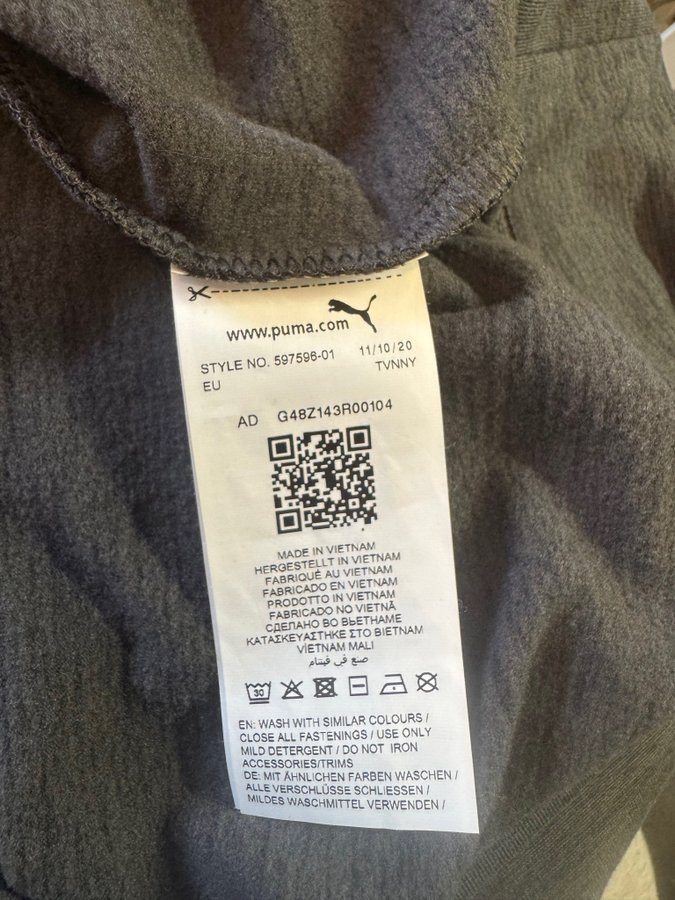 www.puma.com
STYLE NO. 597596-01 11/10/20
EU TVNNY
AD G48Z143R00104
MADE IN VIETNAM
HERGESTELLT IN VIETNAM
FABRIQUÉ AU VIETNAM
FABRICADO EN VIETNAM
PRODOTTO IN VIETNAM
FABRICADO NO VIETNÃ
СДЕЛАНО ВО ВЬЕТНАМЕ
ΚΑΤΑΣΚΕΥΑΣΤΗΚΕ ΣΤΟ ΒΙΕΤΝΑΜ
VİETNAM MALI
صنع في فيتنام
30
EN: WASH WITH SIMILAR COLOURS /
CLOSE ALL FASTENINGS / USE ONLY
MILD DETERGENT / DO NOT IRON
ACCESSORIES/TRIMS
DE: MIT ÄHNLICHEN FARBEN WASCHEN /
ALLE VERSCHLÜSSE SCHLIESSEN /
MILDES WASCHMITTEL VERWENDEN /